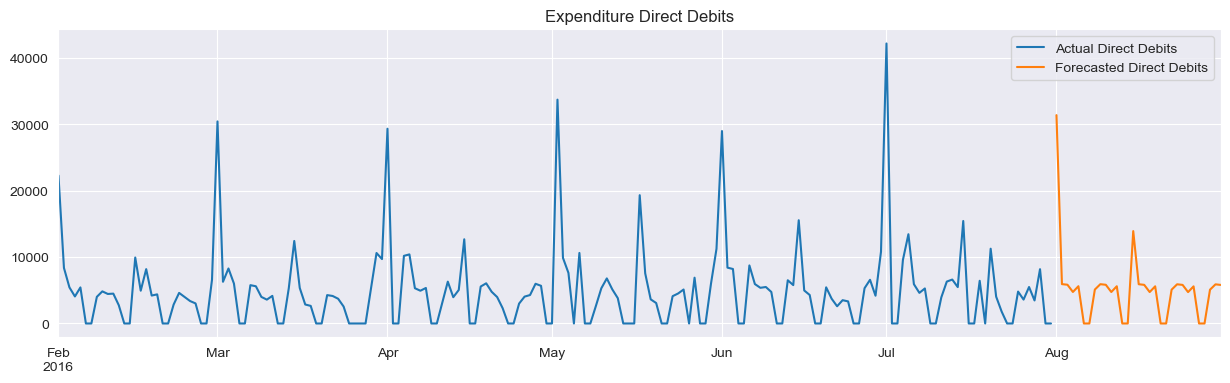 Expenditure Direct Debits
Actual Direct Debits
Forecasted Direct Debits
40000
30000
20000
10000
0
Feb Mar Apr May Jun Jul Aug
2016